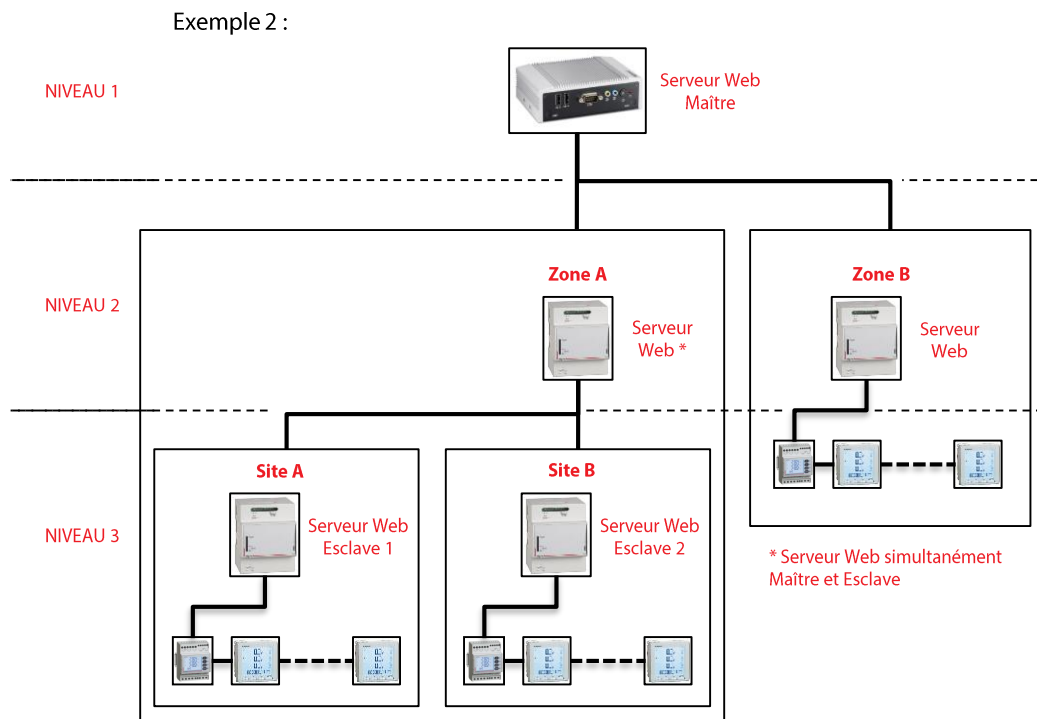 Exemple 2 :
NIVEAU 1
Serveur Web
Maître
NIVEAU 2
Zone A
Serveur
Web *
Zone B
Serveur
Web
NIVEAU 3
Site A
Serveur Web
Esclave 1
Site B
Serveur Web
Esclave 2
* Serveur Web simultanément
Maître et Esclave